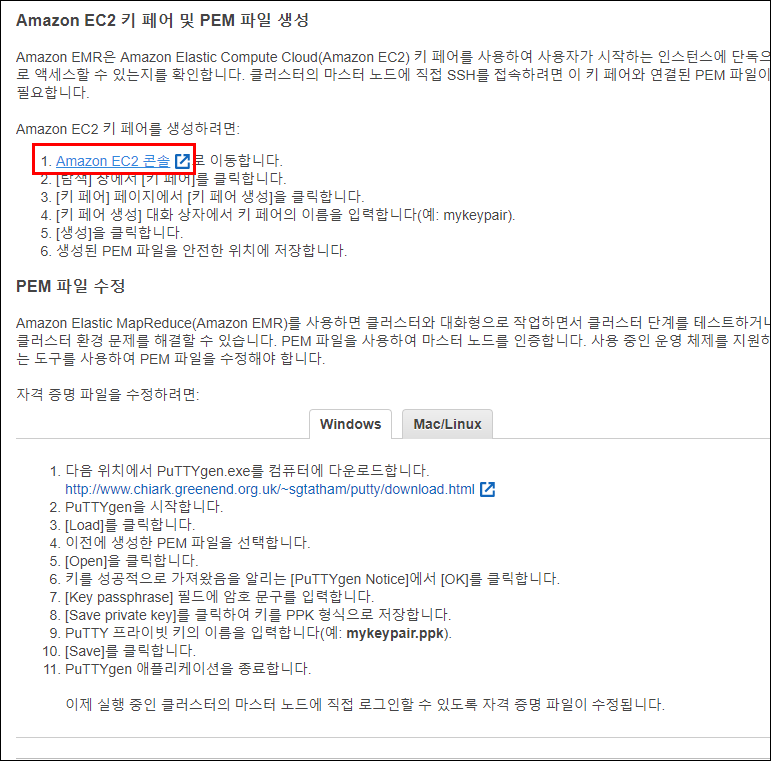 Amazon EC2 키 페어 및 PEM 파일 생성
Amazon EMR은 Amazon Elastic Compute Cloud(Amazon EC2) 키 페어를 사용하여 사용자가 시작하는 인스턴스에 단독으
로 액세스할 수 있는지를 확인합니다. 클러스터의 마스터 노드에 직접 SSH를 접속하려면 이 키 페어와 연결된 PEM 파일이
필요합니다.
Amazon EC2 키 페어를 생성하려면:
1. Amazon EC2 콘솔 로 이동합니다.
2. [탐색] 창에서 [키 페어]를 클릭합니다.
3. [키 페어] 페이지에서 [키 페어 생성]을 클릭합니다.
4. [키 페어 생성] 대화 상자에서 키 페어의 이름을 입력합니다(예: mykeypair).
5. [생성]을 클릭합니다.
6. 생성된 PEM 파일을 안전한 위치에 저장합니다.
PEM 파일 수정
Amazon Elastic MapReduce(Amazon EMR)를 사용하면 클러스터와 대화형으로 작업하면서 클러스터 단계를 테스트하거나
클러스터 환경 문제를 해결할 수 있습니다. PEM 파일을 사용하여 마스터 노드를 인증합니다. 사용 중인 운영 체제를 지원하
는 도구를 사용하여 PEM 파일을 수정해야 합니다.
자격 증명 파일을 수정하려면:
Windows Mac/Linux
1. 다음 위치에서 PuTTYgen.exe를 컴퓨터에 다운로드합니다.
http://www.chiark.greenend.org.uk/~sgtatham/putty/download.html
2. PuTTYgen을 시작합니다.
3. [Load]를 클릭합니다.
4. 이전에 생성한 PEM 파일을 선택합니다.
5. [Open]을 클릭합니다.
6. 키를 성공적으로 가져왔음을 알리는 [PuTTYgen Notice]에서 [OK]를 클릭합니다.
7. [Key passphrase] 필드에 암호 문구를 입력합니다.
8. [Save private key]를 클릭하여 키를 PPK 형식으로 저장합니다.
9. PuTTY 프라이빗 키의 이름을 입력합니다(예: mykeypair.ppk).
10. [Save]를 클릭합니다.
11. PuTTYgen 애플리케이션을 종료합니다.
이제 실행 중인 클러스터의 마스터 노드에 직접 로그인할 수 있도록 자격 증명 파일이 수정됩니다.